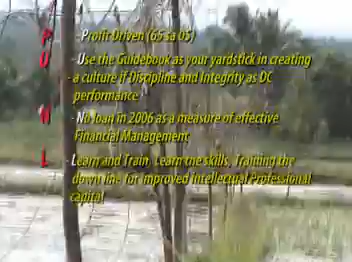 - Profit-Driven (65 sa 05)
U - Use the Guidebook as your yardstick in creating
- a culture if Discipline and Integrity as DC
performance
N - No loan in 2006 as a measure of effective
Financial Management
L - Learn and Train Learn the skills, Training the
down line for improved intellectual Professional
capital